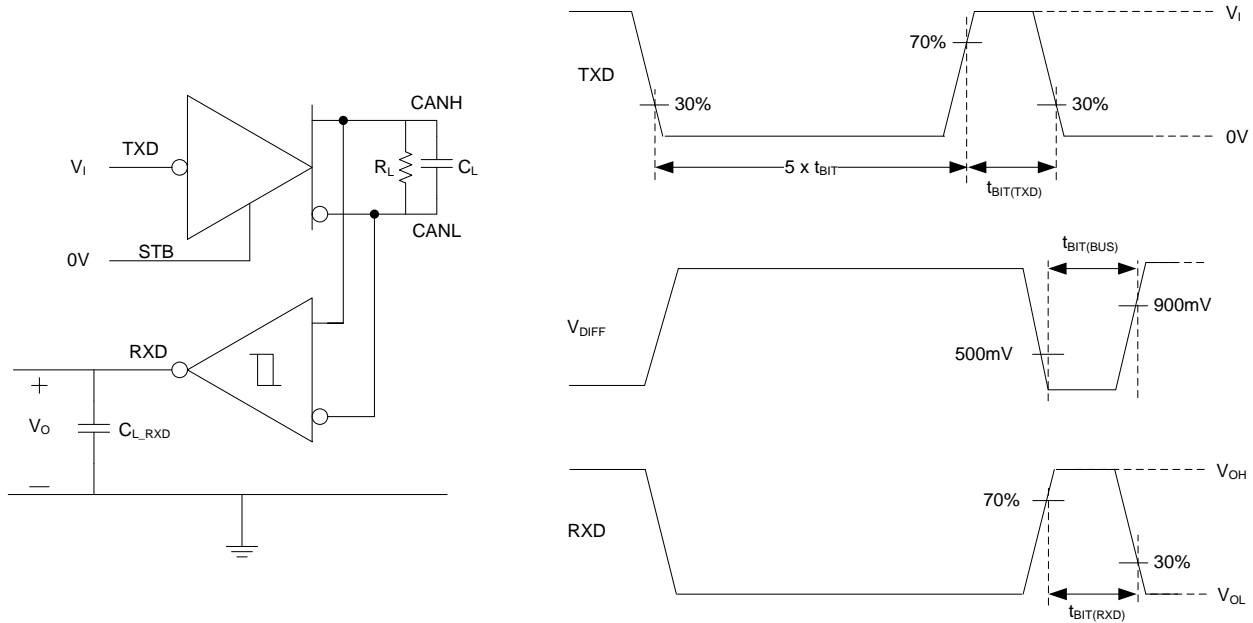 CANH
TXD
V_I
R_L
C_L
CANL
STB
0V
RXD
+
V_O
C_L_RXD
—
V_I
70%
TXD
30%
30%
0V
5 x t_BIT
t_BIT(TXD)
t_BIT(BUS)
900mV
V_DIFF
500mV
V_OH
70%
RXD
30%
V_OL
t_BIT(RXD)